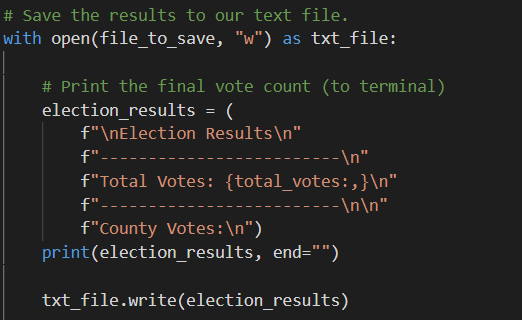 # Save the results to our text file.
with open(file_to_save, "w") as txt_file:
    # Print the final vote count (to terminal)
    election_results = (
        f"\nElection Results\n"
        f"-------------------------\n"
        f"Total Votes: {total_votes:,}\n"
        f"-------------------------\n\n"
        f"County Votes:\n")
    print(election_results, end="")
    txt_file.write(election_results)